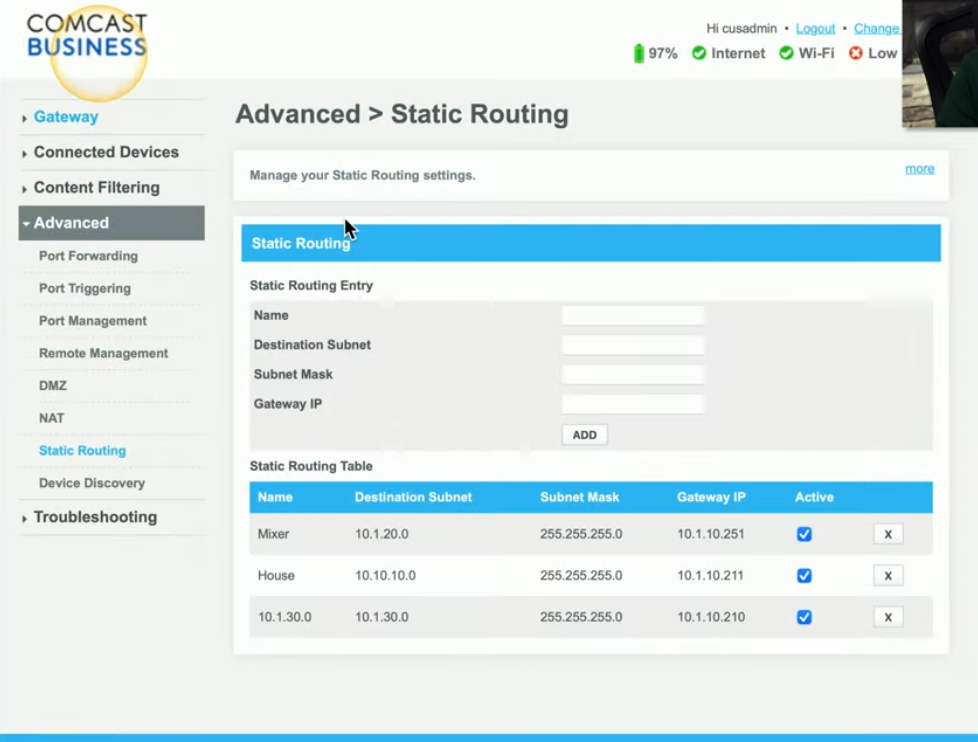 COMCAST
BUSINESS
Hi cusadmin • Logout • Change
97% Internet Wi-Fi Low
Gateway
Connected Devices
Content Filtering
Advanced
Port Forwarding
Port Triggering
Port Management
Remote Management
DMZ
NAT
Static Routing
Device Discovery
Troubleshooting
Advanced > Static Routing
Manage your Static Routing settings.
more
Static Routing
Static Routing Entry
Name
Destination Subnet
Subnet Mask
Gateway IP
ADD
Static Routing Table
Name Destination Subnet Subnet Mask Gateway IP Active
Mixer 10.1.20.0 255.255.255.0 10.1.10.251 X
House 10.10.10.0 255.255.255.0 10.1.10.211 X
10.1.30.0 10.1.30.0 255.255.255.0 10.1.10.210 X